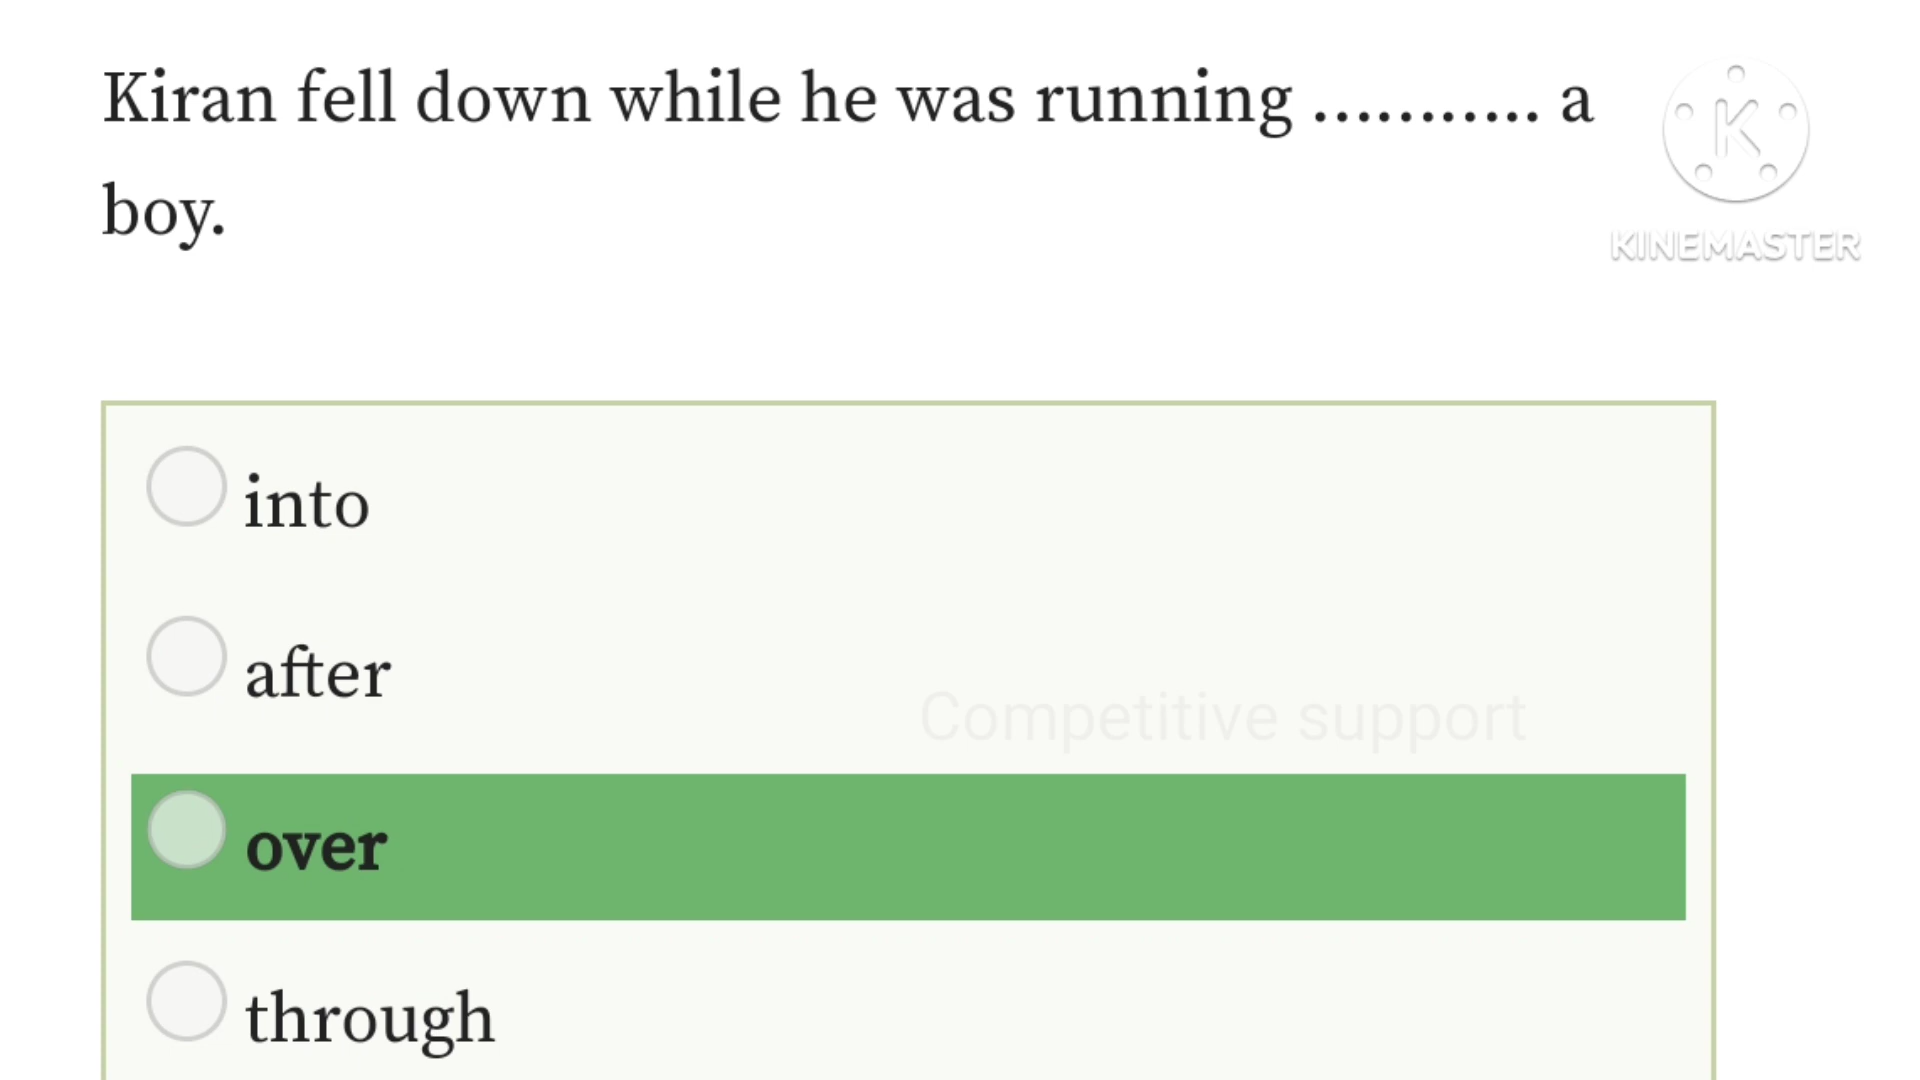 Kiran fell down while he was running ........... a
boy.
K
KINEMASTER
into
after
Competitive support
over
through